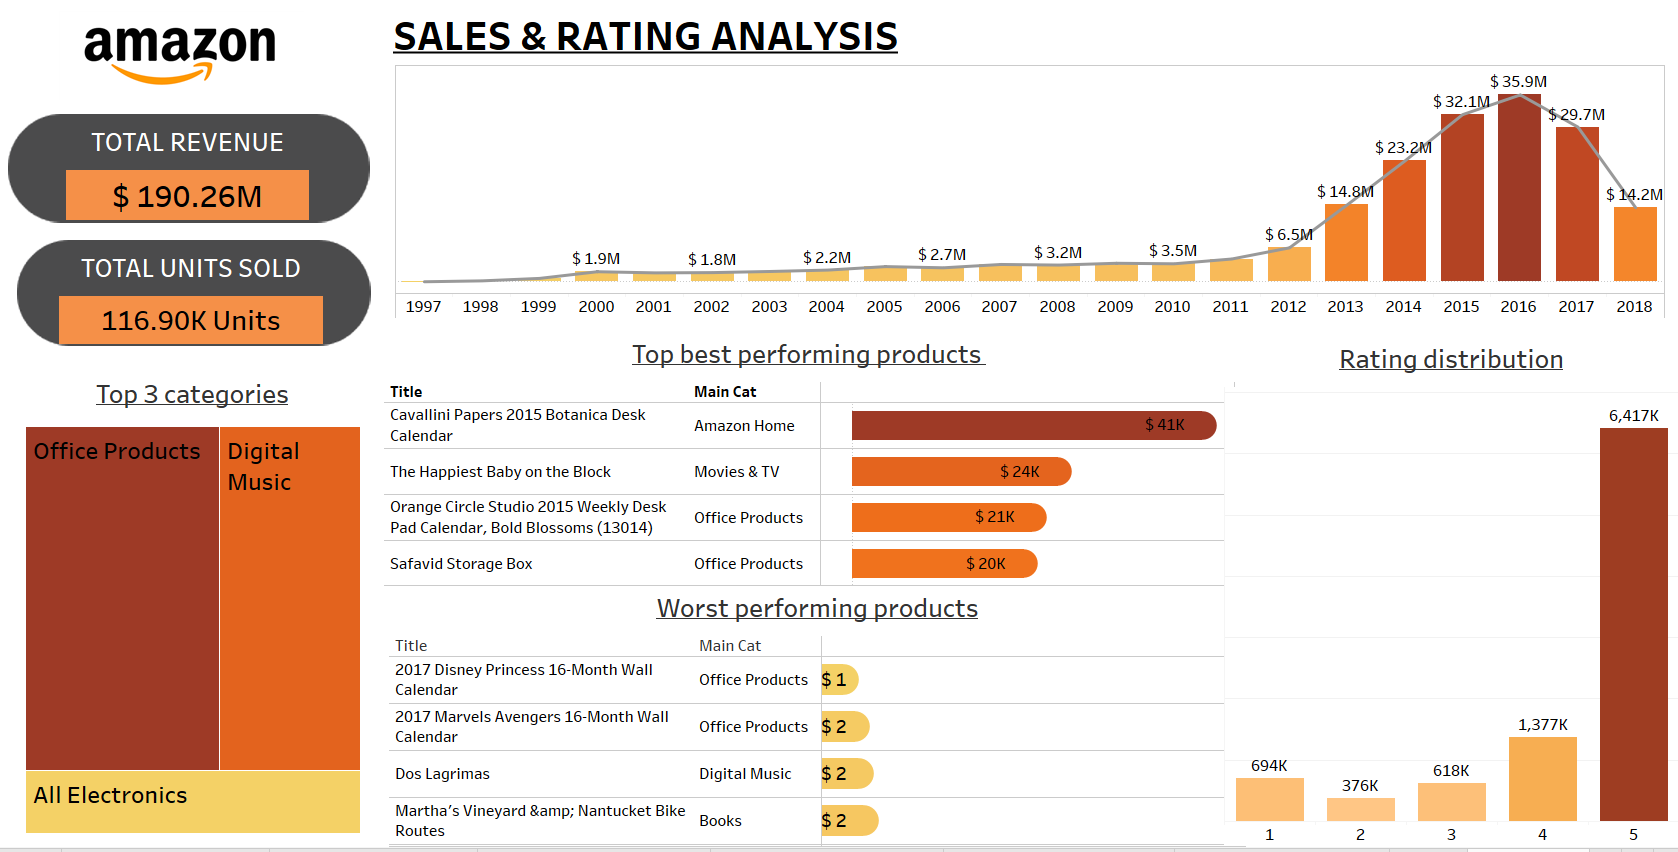 amazon
SALES & RATING ANALYSIS
TOTAL REVENUE
$ 190.26M
TOTAL UNITS SOLD
116.90K Units
Top 3 categories
Office Products
Digital
Music
All Electronics
$ 1.9M
$ 1.8M
$ 2.2M
$ 2.7M
$ 3.2M
$ 3.5M
$ 6.5M
$ 14.8M
$ 23.2M
$ 32.1M
$ 35.9M
$ 29.7M
$ 14.2M
1997 1998 1999 2000 2001 2002 2003 2004 2005 2006 2007 2008 2009 2010 2011 2012 2013 2014 2015 2016 2017 2018
Top best performing products
Title Main Cat
Cavallini Papers 2015 Botanica Desk
Calendar
Amazon Home
$ 41K
The Happiest Baby on the Block Movies & TV $ 24K
Orange Circle Studio 2015 Weekly Desk
Pad Calendar, Bold Blossoms (13014)
Office Products
$ 21K
Safavid Storage Box Office Products $ 20K
Worst performing products
Title Main Cat
2017 Disney Princess 16-Month Wall
Calendar
Office Products
$ 1
2017 Marvels Avengers 16-Month Wall
Calendar
Office Products
$ 2
Dos Lagrimas Digital Music $ 2
Martha’s Vineyard &amp; Nantucket Bike
Routes
Books
$ 2
Rating distribution
694K
376K
618K
1,377K
6,417K
1 2 3 4 5